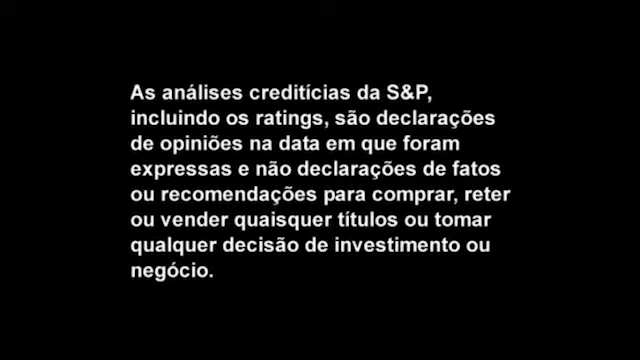 As análises creditícias da S&P,
incluindo os ratings, são declarações
de opiniões na data em que foram
expressas e não declarações de fatos
ou recomendações para comprar, reter
ou vender quaisquer títulos ou tomar
qualquer decisão de investimento ou
negócio.